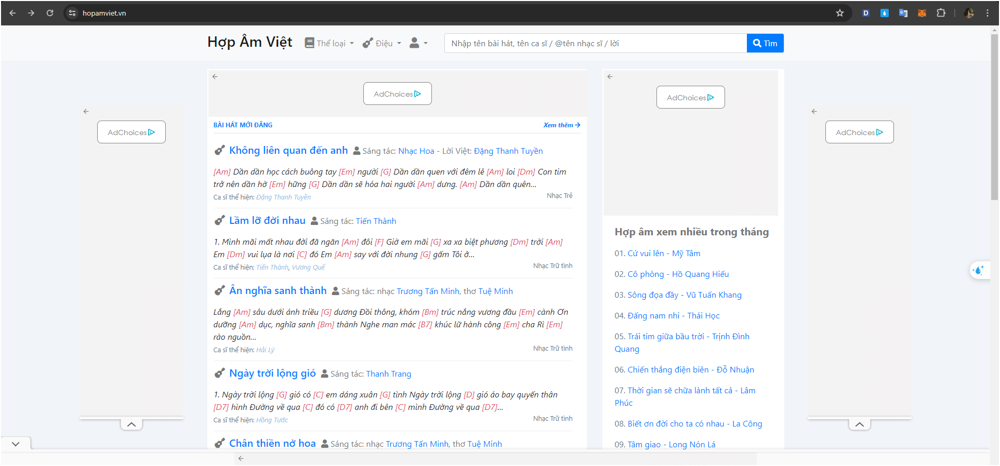 hopamviet.vn
Hợp Âm Việt
Thể loại
Điệu
Nhập tên bài hát, tên ca sĩ / @tên nhạc sĩ / lời
Tìm
AdChoices
AdChoices
AdChoices
AdChoices
BÀI HÁT MỚI ĐĂNG
Xem thêm
Không liên quan đến anh Sáng tác: Nhạc Hoa - Lời Việt: Đặng Thanh Tuyền
[Am] Dần dần học cách buông tay [Em] người [G] Dần dần quen với đêm lẻ [Am] loi [Dm] Con tim
trở nên dần hờ [Em] hững [G] Dần dần sẽ hóa hai người [Am] dưng. [Am] Dần dần quên...
Ca sĩ thể hiện: Đặng Thanh Tuyền
Nhạc Trẻ
Lầm lỡ đời nhau Sáng tác: Tiến Thành
1. Mình mãi mất nhau đời đã ngăn [Am] đôi [F] Giờ em mãi [G] xa xa biệt phương [Dm] trời [Am]
Em [Dm] vui lụa là nơi [C] đó Em [Am] say với đời nhung [G] gấm Tôi ở...
Ca sĩ thể hiện: Tiến Thành, Vương Quế
Nhạc Trữ tình
Ân nghĩa sanh thành Sáng tác: nhạc Trương Tấn Minh, thơ Tuệ Minh
Lắng [Am] sâu dưới ánh triều [G] dương Đồi thông, khóm [Bm] trúc nắng vương đầu [Em] cành Ơn
dưỡng [Am] dục, nghĩa sanh [Bm] thành Nghe man mác [B7] khúc lữ hành công [Em] cha Rì [Em]
rào nguồn...
Ca sĩ thể hiện: Hải Lý
Nhạc Trữ tình
Ngày trời lộng gió Sáng tác: Thanh Trang
1. Ngày trời lộng [G] gió có [C] em dáng xuân [G] tình Ngày trời lộng [D] gió áo bay quyến thân
[D7] hình Đường về qua [C] đó có [D7] anh đi bên [C] mình Đường về qua [D7]...
Ca sĩ thể hiện: Hồng Tước
Nhạc Trữ tình
Chân thiền nở hoa Sáng tác: nhạc Trương Tấn Minh, thơ Tuệ Minh
Hợp âm xem nhiều trong tháng
01. Cứ vui lên - Mỹ Tâm
02. Cô phòng - Hồ Quang Hiếu
03. Sông đọa đầy - Vũ Tuấn Khang
04. Đấng nam nhi - Thái Học
05. Trái tim giữa bầu trời - Trịnh Đình
Quang
06. Chiến thắng điện biên - Đỗ Nhuận
07. Thời gian sẽ chữa lành tất cả - Lâm
Phúc
08. Biết ơn đời cho ta có nhau - La Công
09. Tâm giao - Long Nón Lá